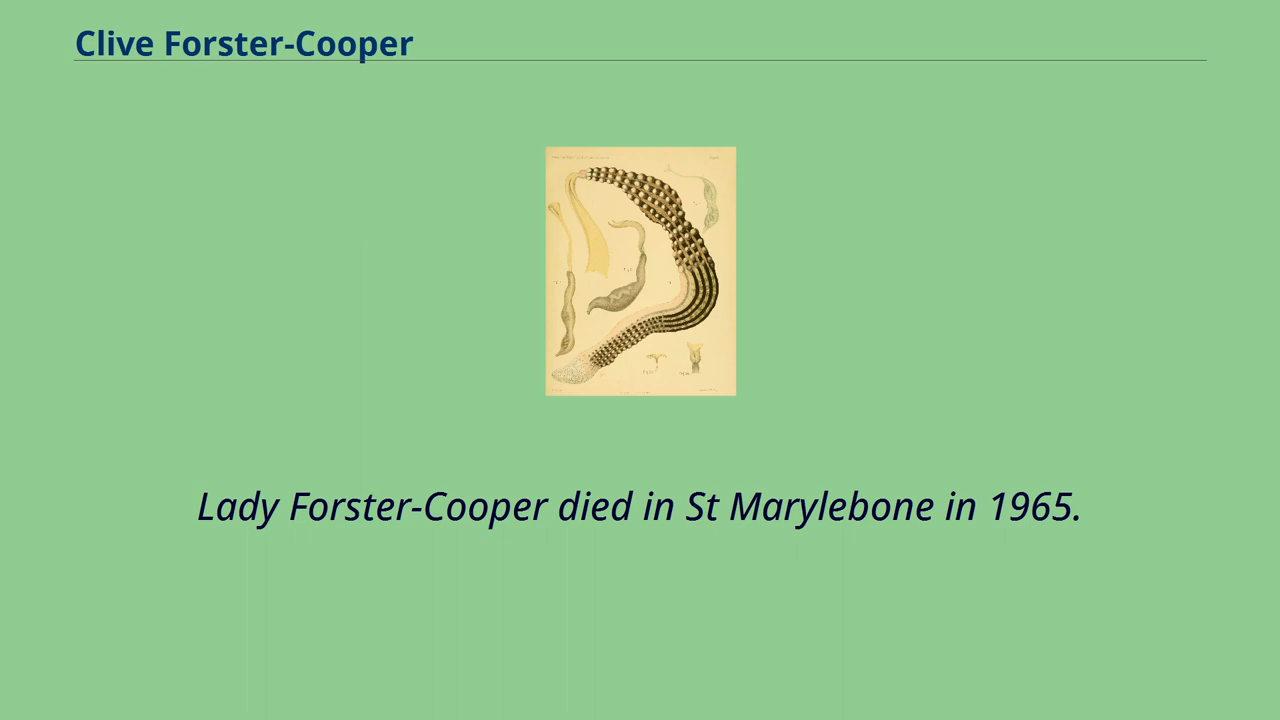 Clive Forster-Cooper
Lady Forster-Cooper died in St Marylebone in 1965.